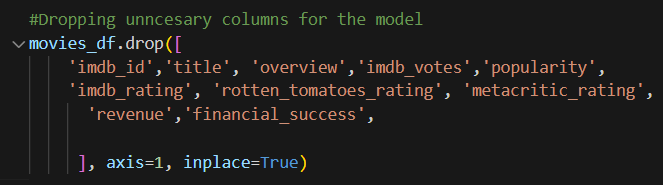 #Dropping unncesary columns for the model
movies_df.drop([
'imdb_id','title', 'overview','imdb_votes','popularity',
'imdb_rating', 'rotten_tomatoes_rating', 'metacritic_rating',
'revenue','financial_success',
], axis=1, inplace=True)